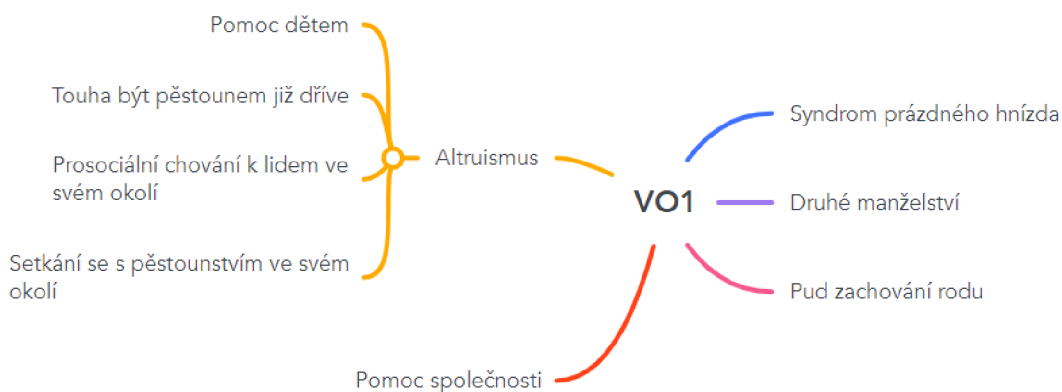 Pomoc dětem
Touha být pěstounem již dříve
Prosociální chování k lidem ve
svém okolí
Setkání se s pěstounstvím ve svém
okolí
Altruismus
Pomoc společnosti
VO1
Syndrom prázdného hnízda
Druhé manželství
Pud zachování rodu